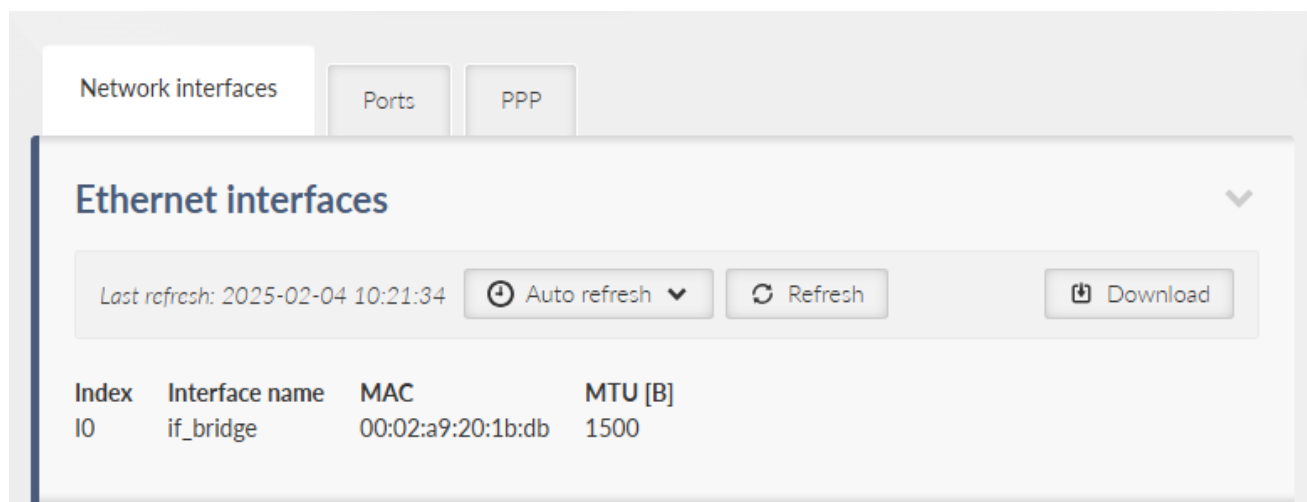 Network interfaces Ports PPP
Ethernet interfaces
Last refresh: 2025-02-04 10:21:34 Auto refresh Refresh Download
Index Interface name MAC MTU [B]
I0 if_bridge 00:02:a9:20:1b:db 1500